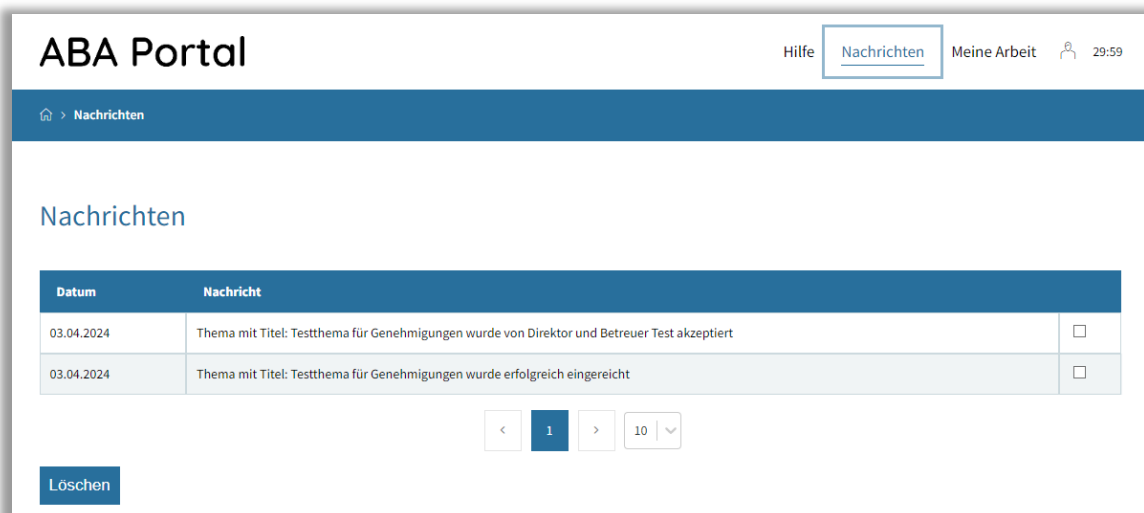 ABA Portal
Hilfe Nachrichten Meine Arbeit 29:59
> Nachrichten
Nachrichten
Datum Nachricht
03.04.2024 Thema mit Titel: Testthema für Genehmigungen wurde von Direktor und Betreuer Test akzeptiert
03.04.2024 Thema mit Titel: Testthema für Genehmigungen wurde erfolgreich eingereicht
< 1 > 10
Löschen